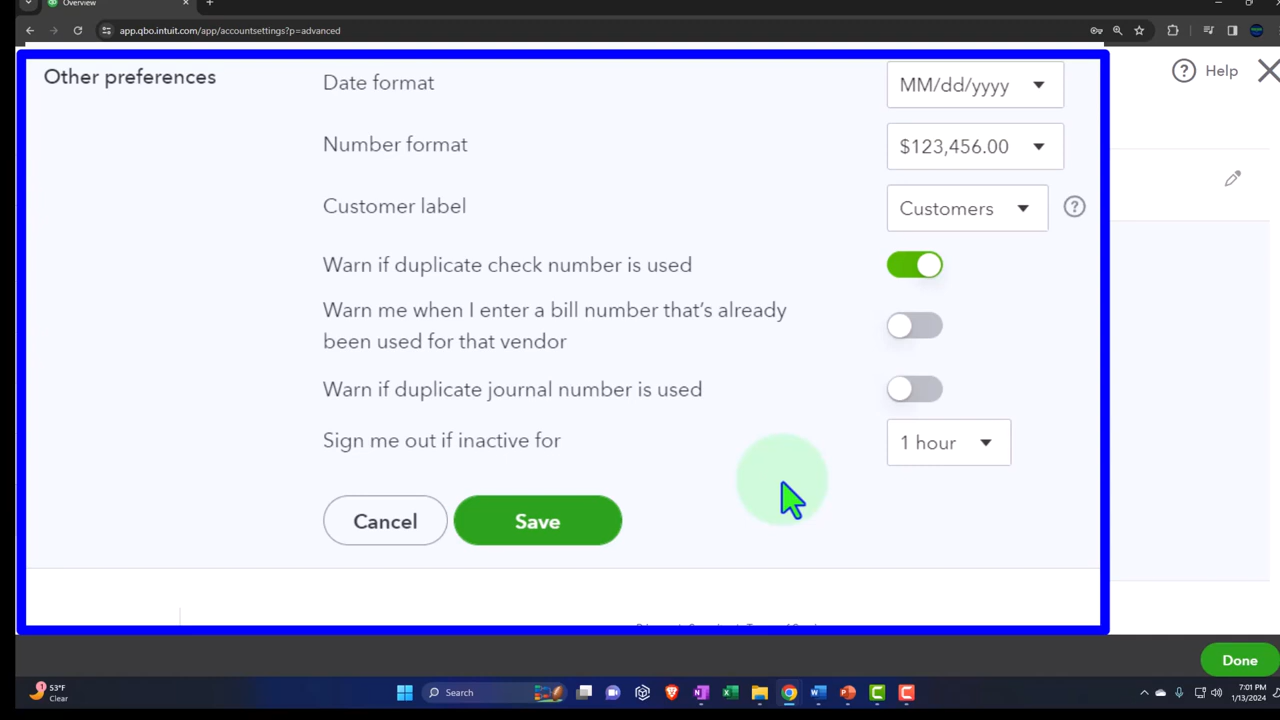 Overview
app.qbo.intuit.com/app/accountsettings?p=advanced
Other preferences
Date format
MM/dd/yyyy
Help
Number format
$123,456.00
Customer label
Customers
Warn if duplicate check number is used
Warn me when I enter a bill number that's already
been used for that vendor
Warn if duplicate journal number is used
Sign me out if inactive for
1 hour
Cancel
Save
Done
53°F
Clear
Search
7:01 PM
1/13/2024